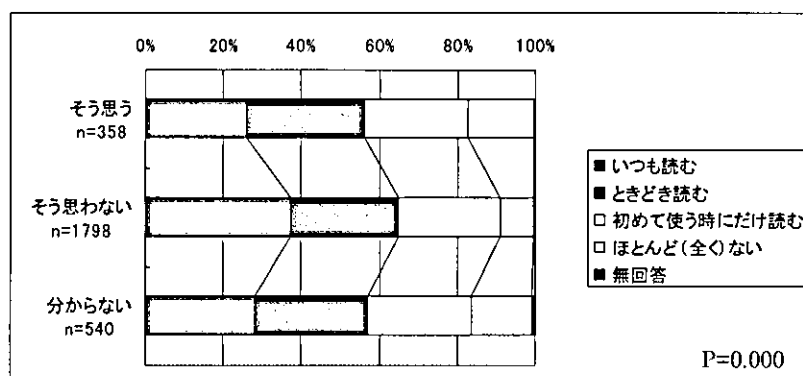 0% 20% 40% 60% 80% 100%
そう思う
n=358
そう思わない
n=1798
分からない
n=540
■ いつも読む
■ ときどき読む
□ 初めて使う時にだけ読む
□ ほとんど(全く)ない
■ 無回答
P=0.000